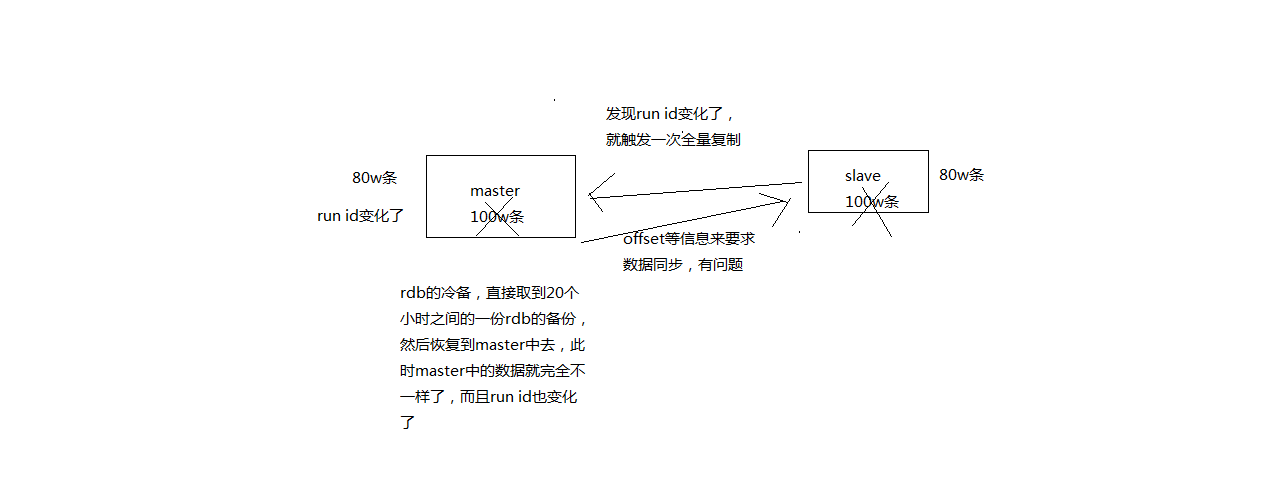 发现run id变化了，
就触发一次全量复制
80w条
master
slave
80w条
run id变化了
100w条
100w条
offset等信息来要求
数据同步，有问题
rdb的冷备，直接取到20个
小时之间的一份rdb的备份，
然后恢复到master中去，此
时master中的数据就完全不
一样了，而且run id也变化
了